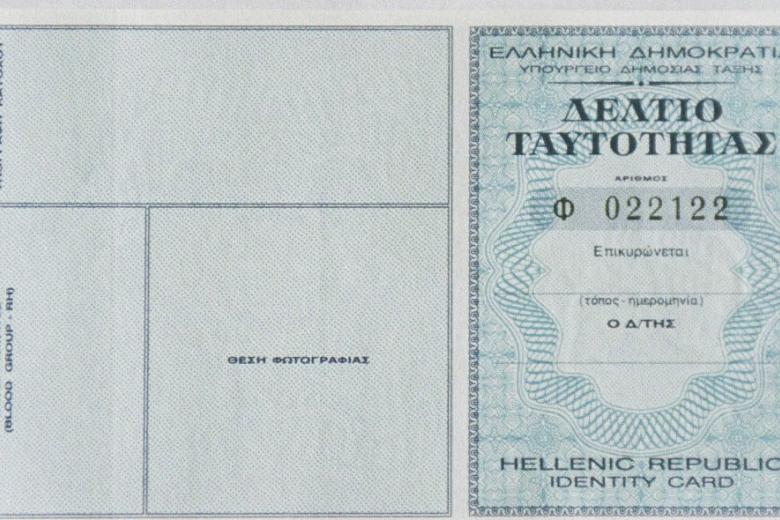 (BLOOD GROUP - RH)
ΘΕΣΗ ΦΩΤΟΓΡΑΦΙΑΣ
ΕΛΛΗΝΙΚΗ ΔΗΜΟΚΡΑΤΙΑ
ΥΠΟΥΡΓΕΙΟ ΔΗΜΟΣΙΑΣ ΤΑΞΗΣ
ΔΕΛΤΙΟ
ΤΑΥΤΟΤΗΤΑΣ
ΑΡΙΘΜΟΣ
Φ 022122
Επικυρώνεται
(τόπος - ημερομηνία)
Ο Δ/ΤΗΣ
HELLENIC REPUBLIC
IDENTITY CARD